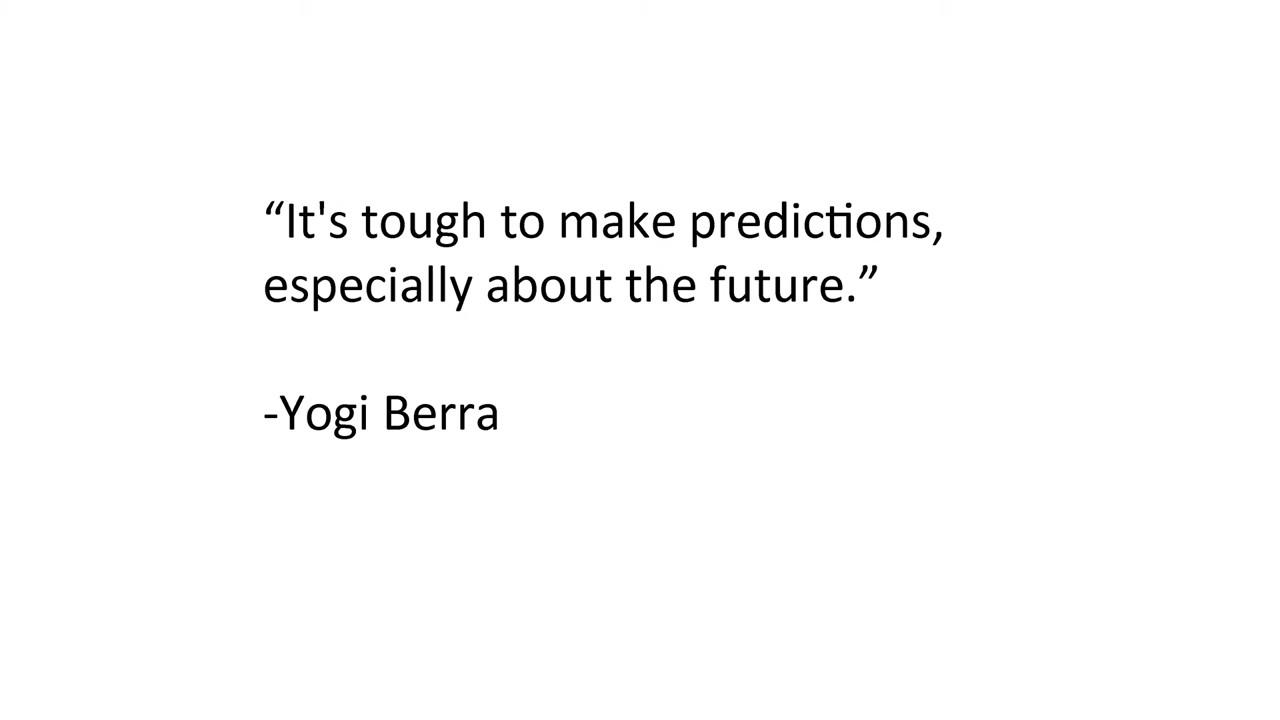 “It's tough to make predictions,
especially about the future.”
-Yogi Berra